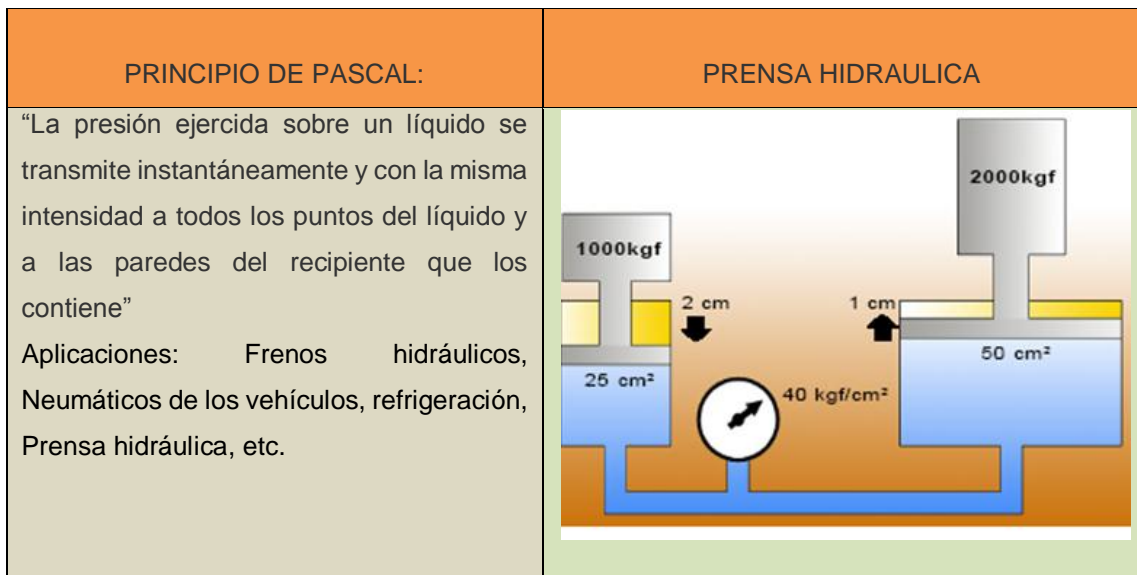 PRINCIPIO DE PASCAL:
“La presión ejercida sobre un líquido se
transmite instantáneamente y con la misma
intensidad a todos los puntos del líquido y
a las paredes del recipiente que los
contiene”
Aplicaciones: Frenos hidráulicos,
Neumáticos de los vehículos, refrigeración,
Prensa hidráulica, etc.
PRENSA HIDRAULICA
2000kgf
1000kgf
2 cm
1 cm
25 cm²
50 cm²
40 kgf/cm²